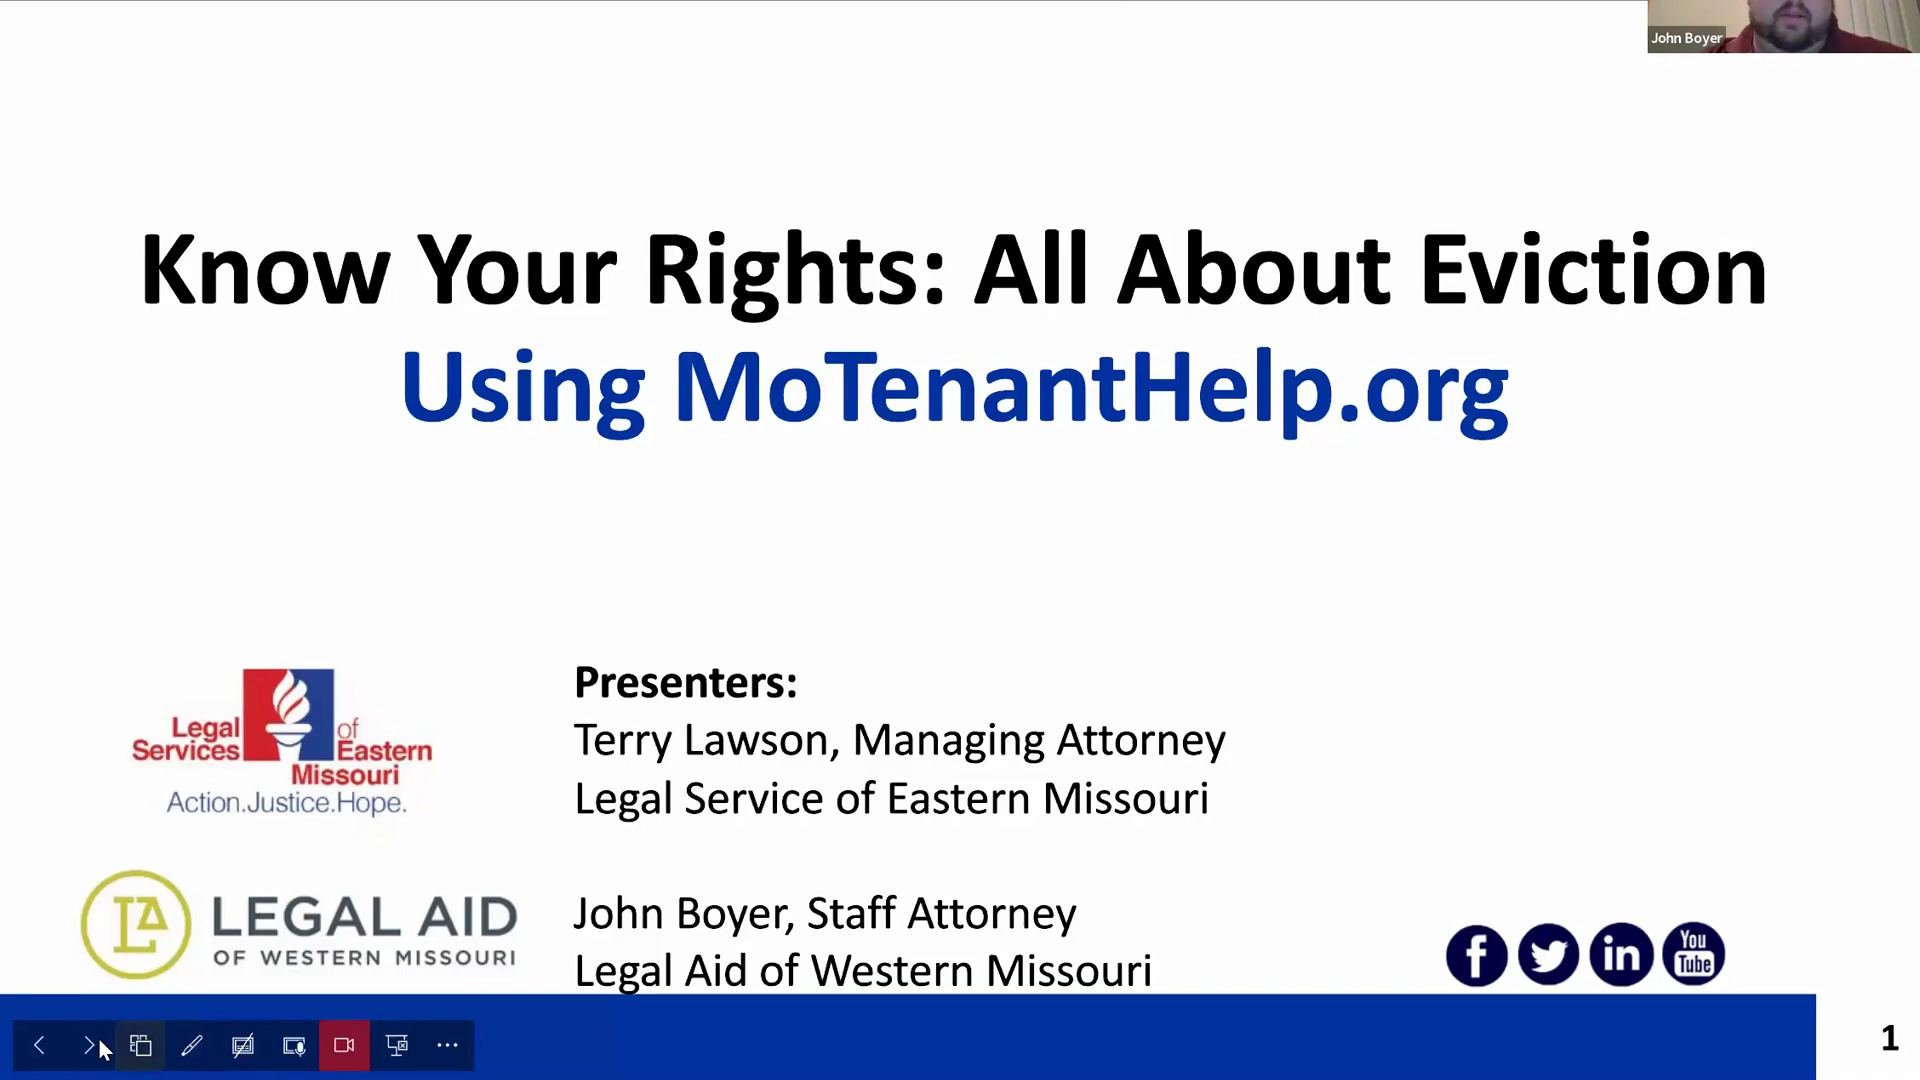 John Boyer
Know Your Rights: All About Eviction
Using MoTenantHelp.org
Legal
Services
of
Eastern
Missouri
Action.Justice.Hope.
Presenters:
Terry Lawson, Managing Attorney
Legal Service of Eastern Missouri
LA
LEGAL AID
OF WESTERN MISSOURI
John Boyer, Staff Attorney
Legal Aid of Western Missouri
f
in
You
Tube
1